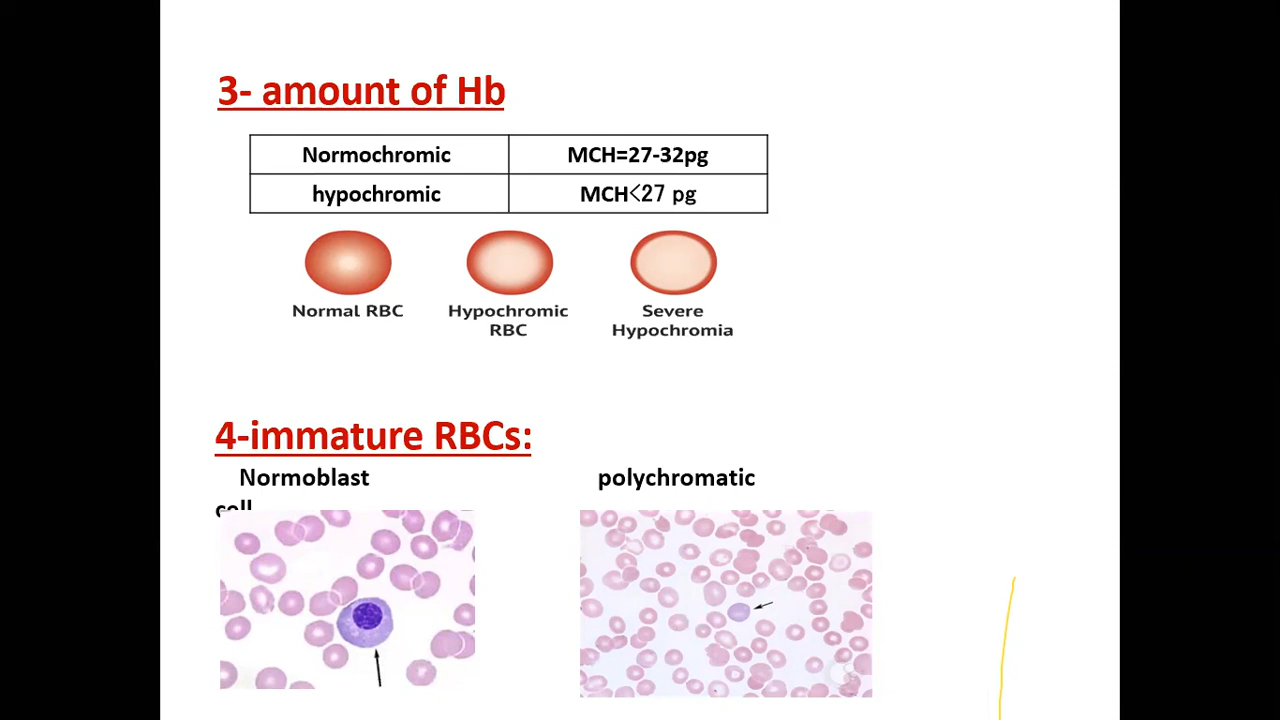 3- amount of Hb
Normochromic MCH=27-32pg
hypochromic MCH<27 pg
Normal RBC
Hypochromic RBC
Severe Hypochromia
4-immature RBCs:
Normoblast polychromatic
cell